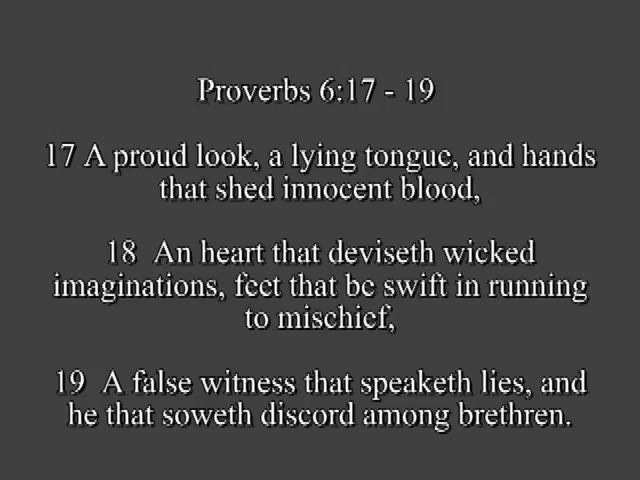 Proverbs 6:17 - 19
17 A proud look, a lying tongue, and hands
that shed innocent blood,
18 An heart that deviseth wicked
imaginations, feet that be swift in running
to mischief,
19 A false witness that speaketh lies, and
he that soweth discord among brethren.